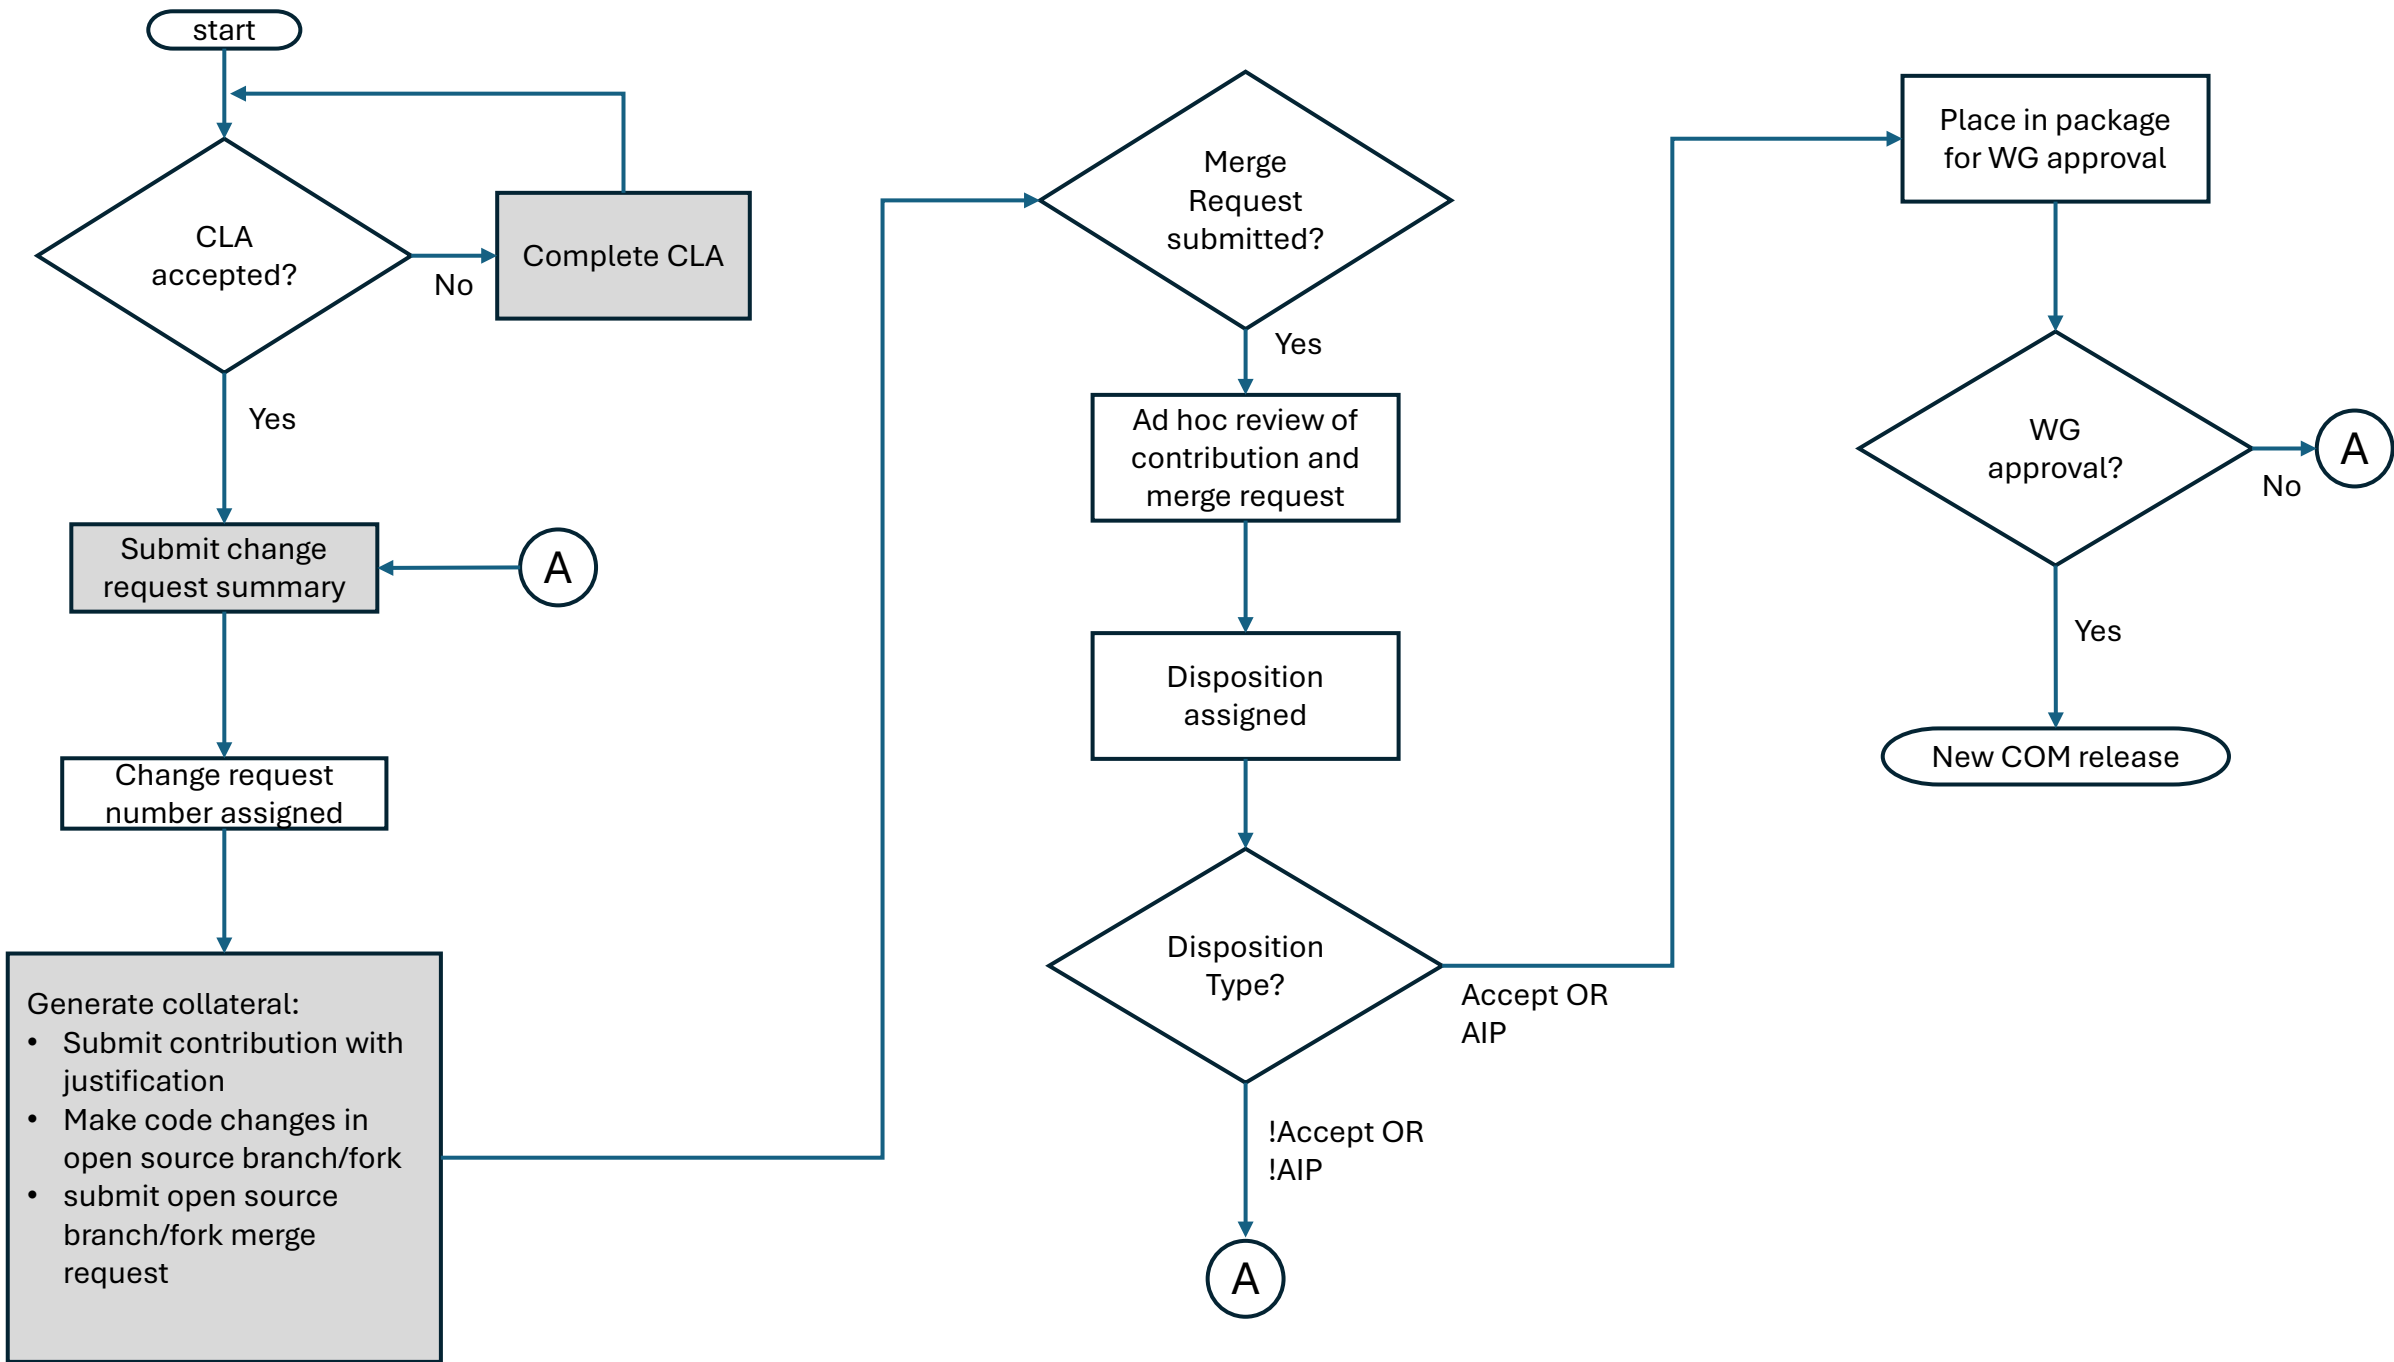 start
CLA
accepted?
No
Complete CLA
Yes
Submit change
request summary
A
Change request
number assigned
Generate collateral:
• Submit contribution with
justification
• Make code changes in
open source branch/fork
• submit open source
branch/fork merge
request
Merge
Request
submitted?
Yes
Ad hoc review of
contribution and
merge request
Disposition
assigned
Disposition
Type?
Accept OR
AIP
!Accept OR
!AIP
A
Place in package
for WG approval
WG
approval?
No
A
Yes
New COM release